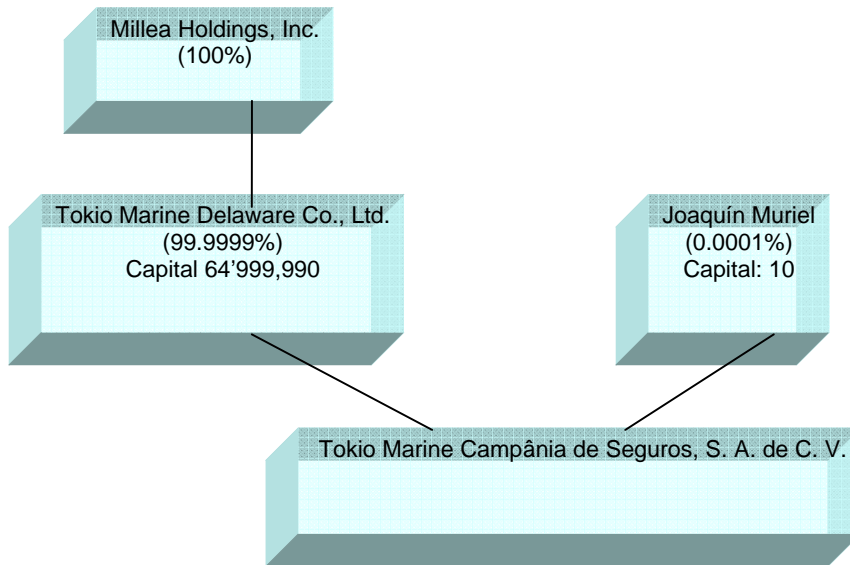 Millea Holdings, Inc.
(100%)
Tokio Marine Delaware Co., Ltd.
(99.9999%)
Capital 64’999,990
Joaquín Muriel
(0.0001%)
Capital: 10
Tokio Marine Campânia de Seguros, S. A. de C. V.